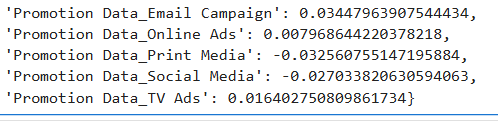 'Promotion Data_Email Campaign': 0.03447963907544434,
'Promotion Data_Online Ads': 0.007968644220378218,
'Promotion Data_Print Media': -0.032560755147195884,
'Promotion Data_Social Media': -0.027033820630594063,
'Promotion Data_TV Ads': 0.016402750809861734}